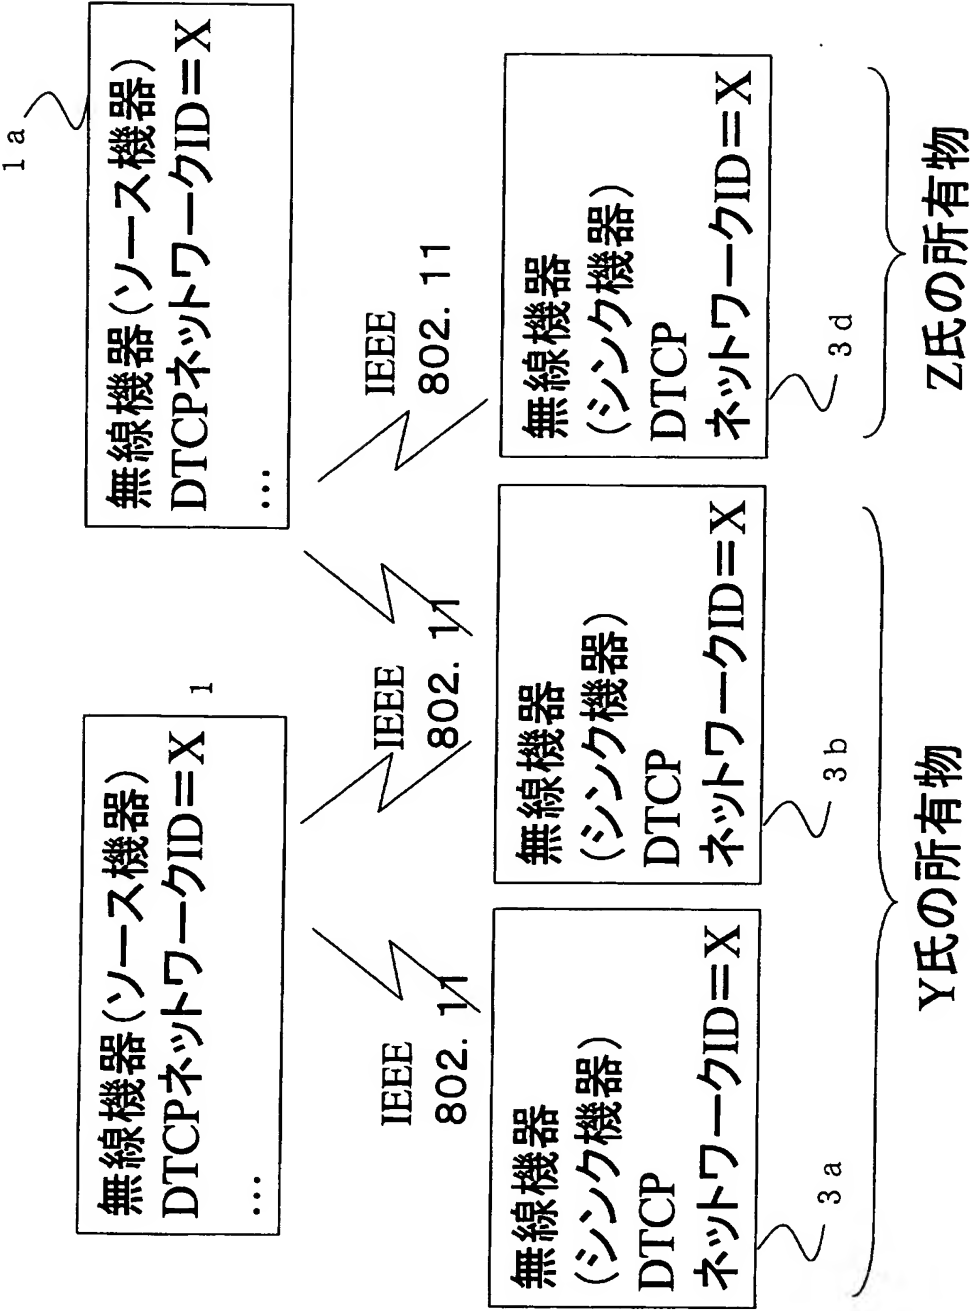 無線機器(ソース機器)
DTCPネットワークID=X
…
1
無線機器(ソース機器)
DTCPネットワークID=X
…
1a
IEEE
802. 11
IEEE
802. 11
IEEE
802. 11
無線機器
(シンク機器)
DTCP
ネットワークID=X
3a
無線機器
(シンク機器)
DTCP
ネットワークID=X
3b
無線機器
(シンク機器)
DTCP
ネットワークID=X
3d
Y氏の所有物
Z氏の所有物